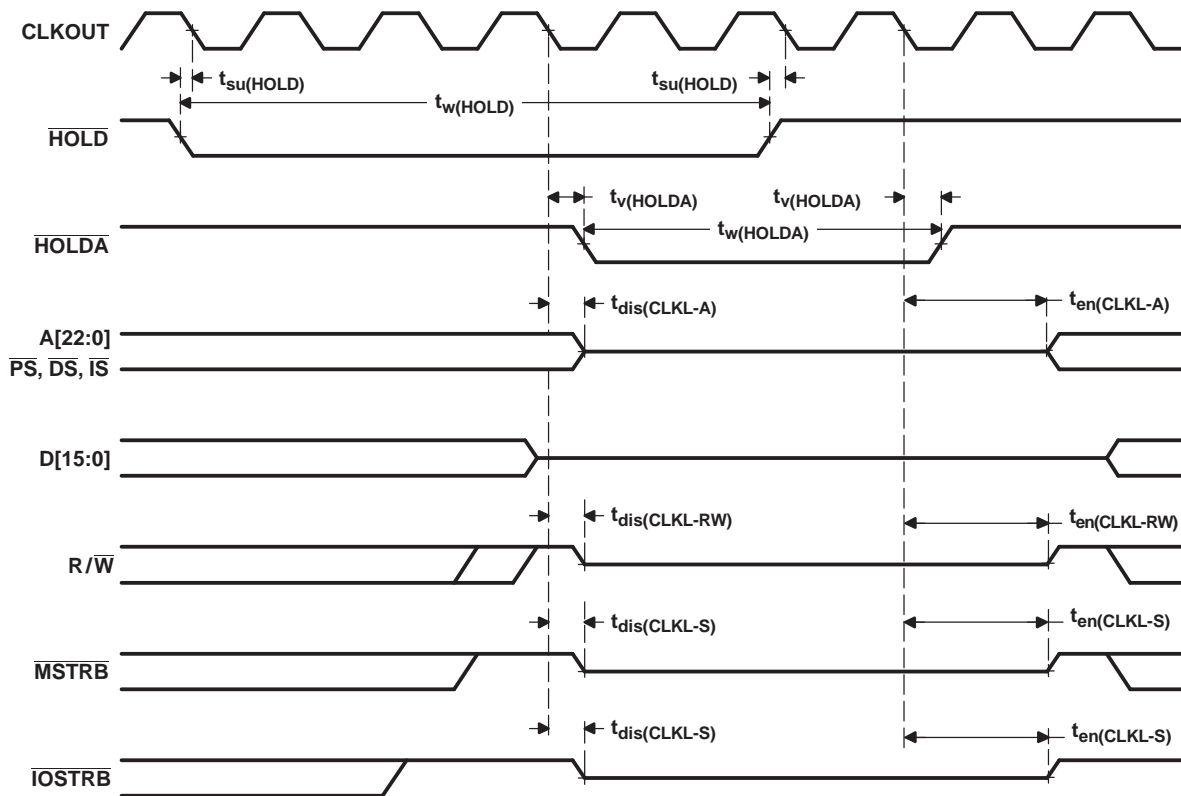 CLKOUT
tsu(HOLD)
tsu(HOLD)
tw(HOLD)
HOLD
tv(HOLDA)
tv(HOLDA)
tw(HOLDA)
HOLDA
tdis(CLKL-A)
ten(CLKL-A)
A[22:0]
PS, DS, IS
D[15:0]
tdis(CLKL-RW)
ten(CLKL-RW)
R/W
tdis(CLKL-S)
ten(CLKL-S)
MSTRB
tdis(CLKL-S)
ten(CLKL-S)
IOSTRB